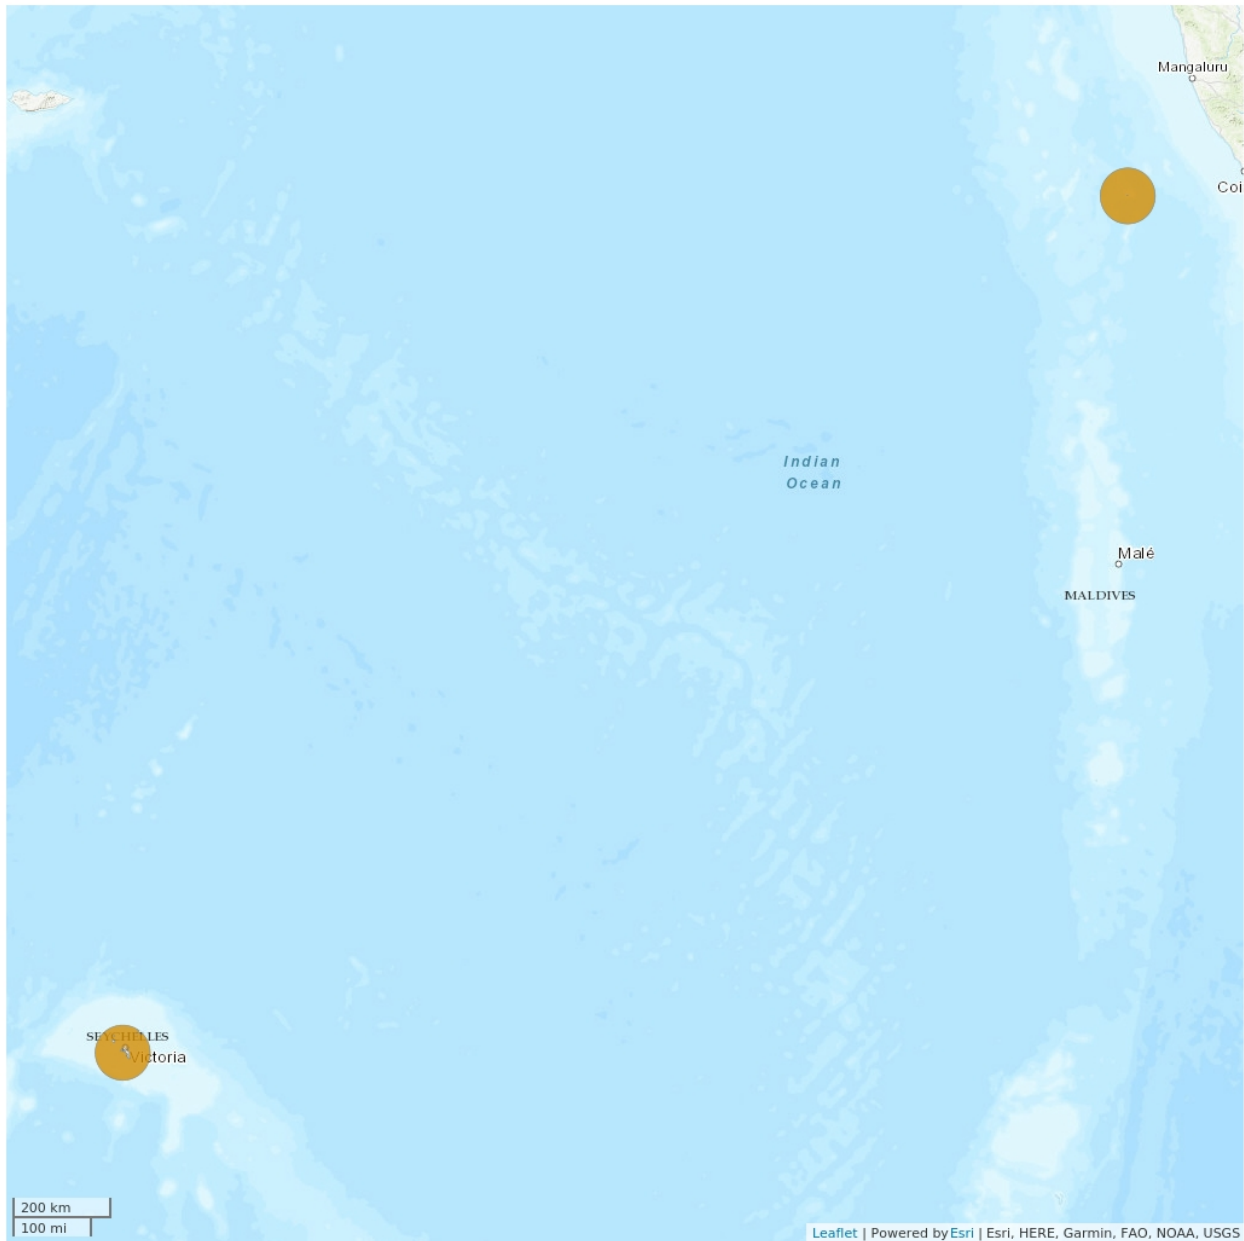 Mangaluru
Coi
Indian
Ocean
Malé
MALDIVES
SEYCHELLES
Victoria
200 km
100 mi
Leaflet | Powered by Esri | Esri, HERE, Garmin, FAO, NOAA, USGS